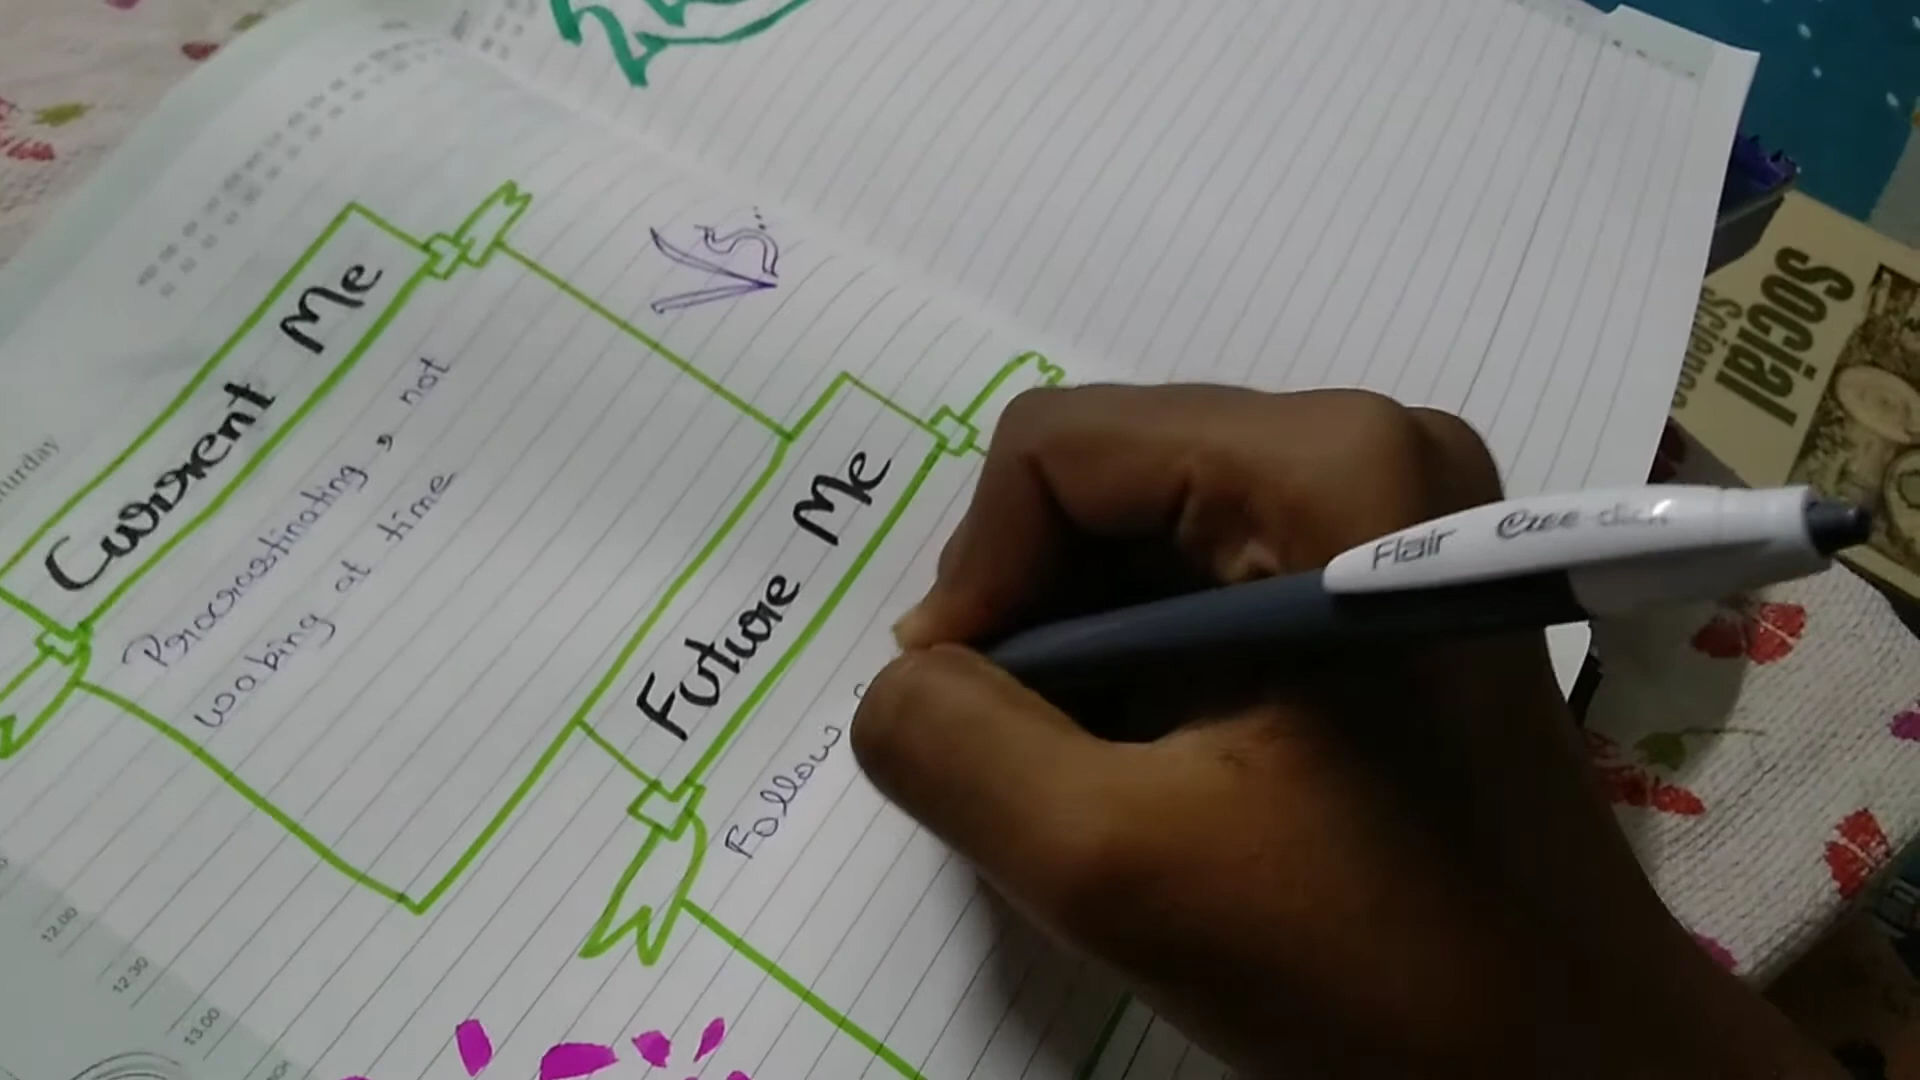 Current Me
Procrastinating, not
waking at time
Vs...
Future Me
Follow
12.00
12.30
13.00
Social
Science
Flair